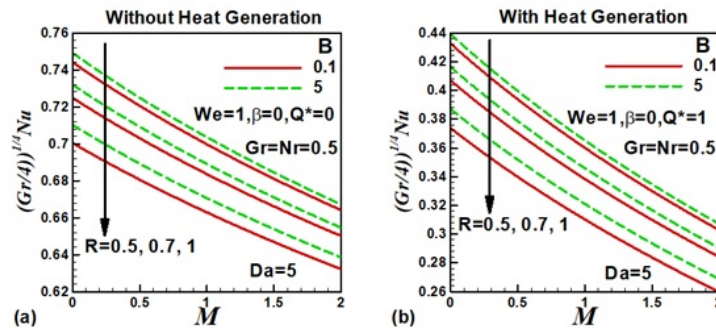 Without Heat Generation
0.76
0.74
0.72
0.7
0.68
0.66
0.64
0.62
(Gr/4))^1/4 Nu
B
0.1
5
We=1,β=0,Q*=0
Gr=Nr=0.5
R=0.5, 0.7, 1
Da=5
0 0.5 1 1.5 2
M
(a)
With Heat Generation
0.44
0.42
0.4
0.38
0.36
0.34
0.32
0.3
0.28
0.26
(Gr/4))^1/4 Nu
B
0.1
5
We=1,β=0,Q*=1
Gr=Nr=0.5
R=0.5, 0.7, 1
Da=5
0 0.5 1 1.5 2
M
(b)